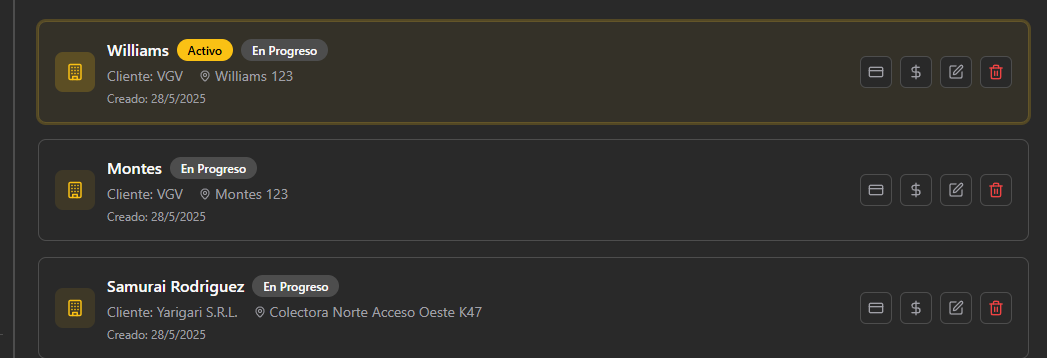 Williams Activo En Progreso
Cliente: VGV Williams 123
Creado: 28/5/2025
Montes En Progreso
Cliente: VGV Montes 123
Creado: 28/5/2025
Samurai Rodriguez En Progreso
Cliente: Yarigari S.R.L. Colectora Norte Acceso Oeste K47
Creado: 28/5/2025